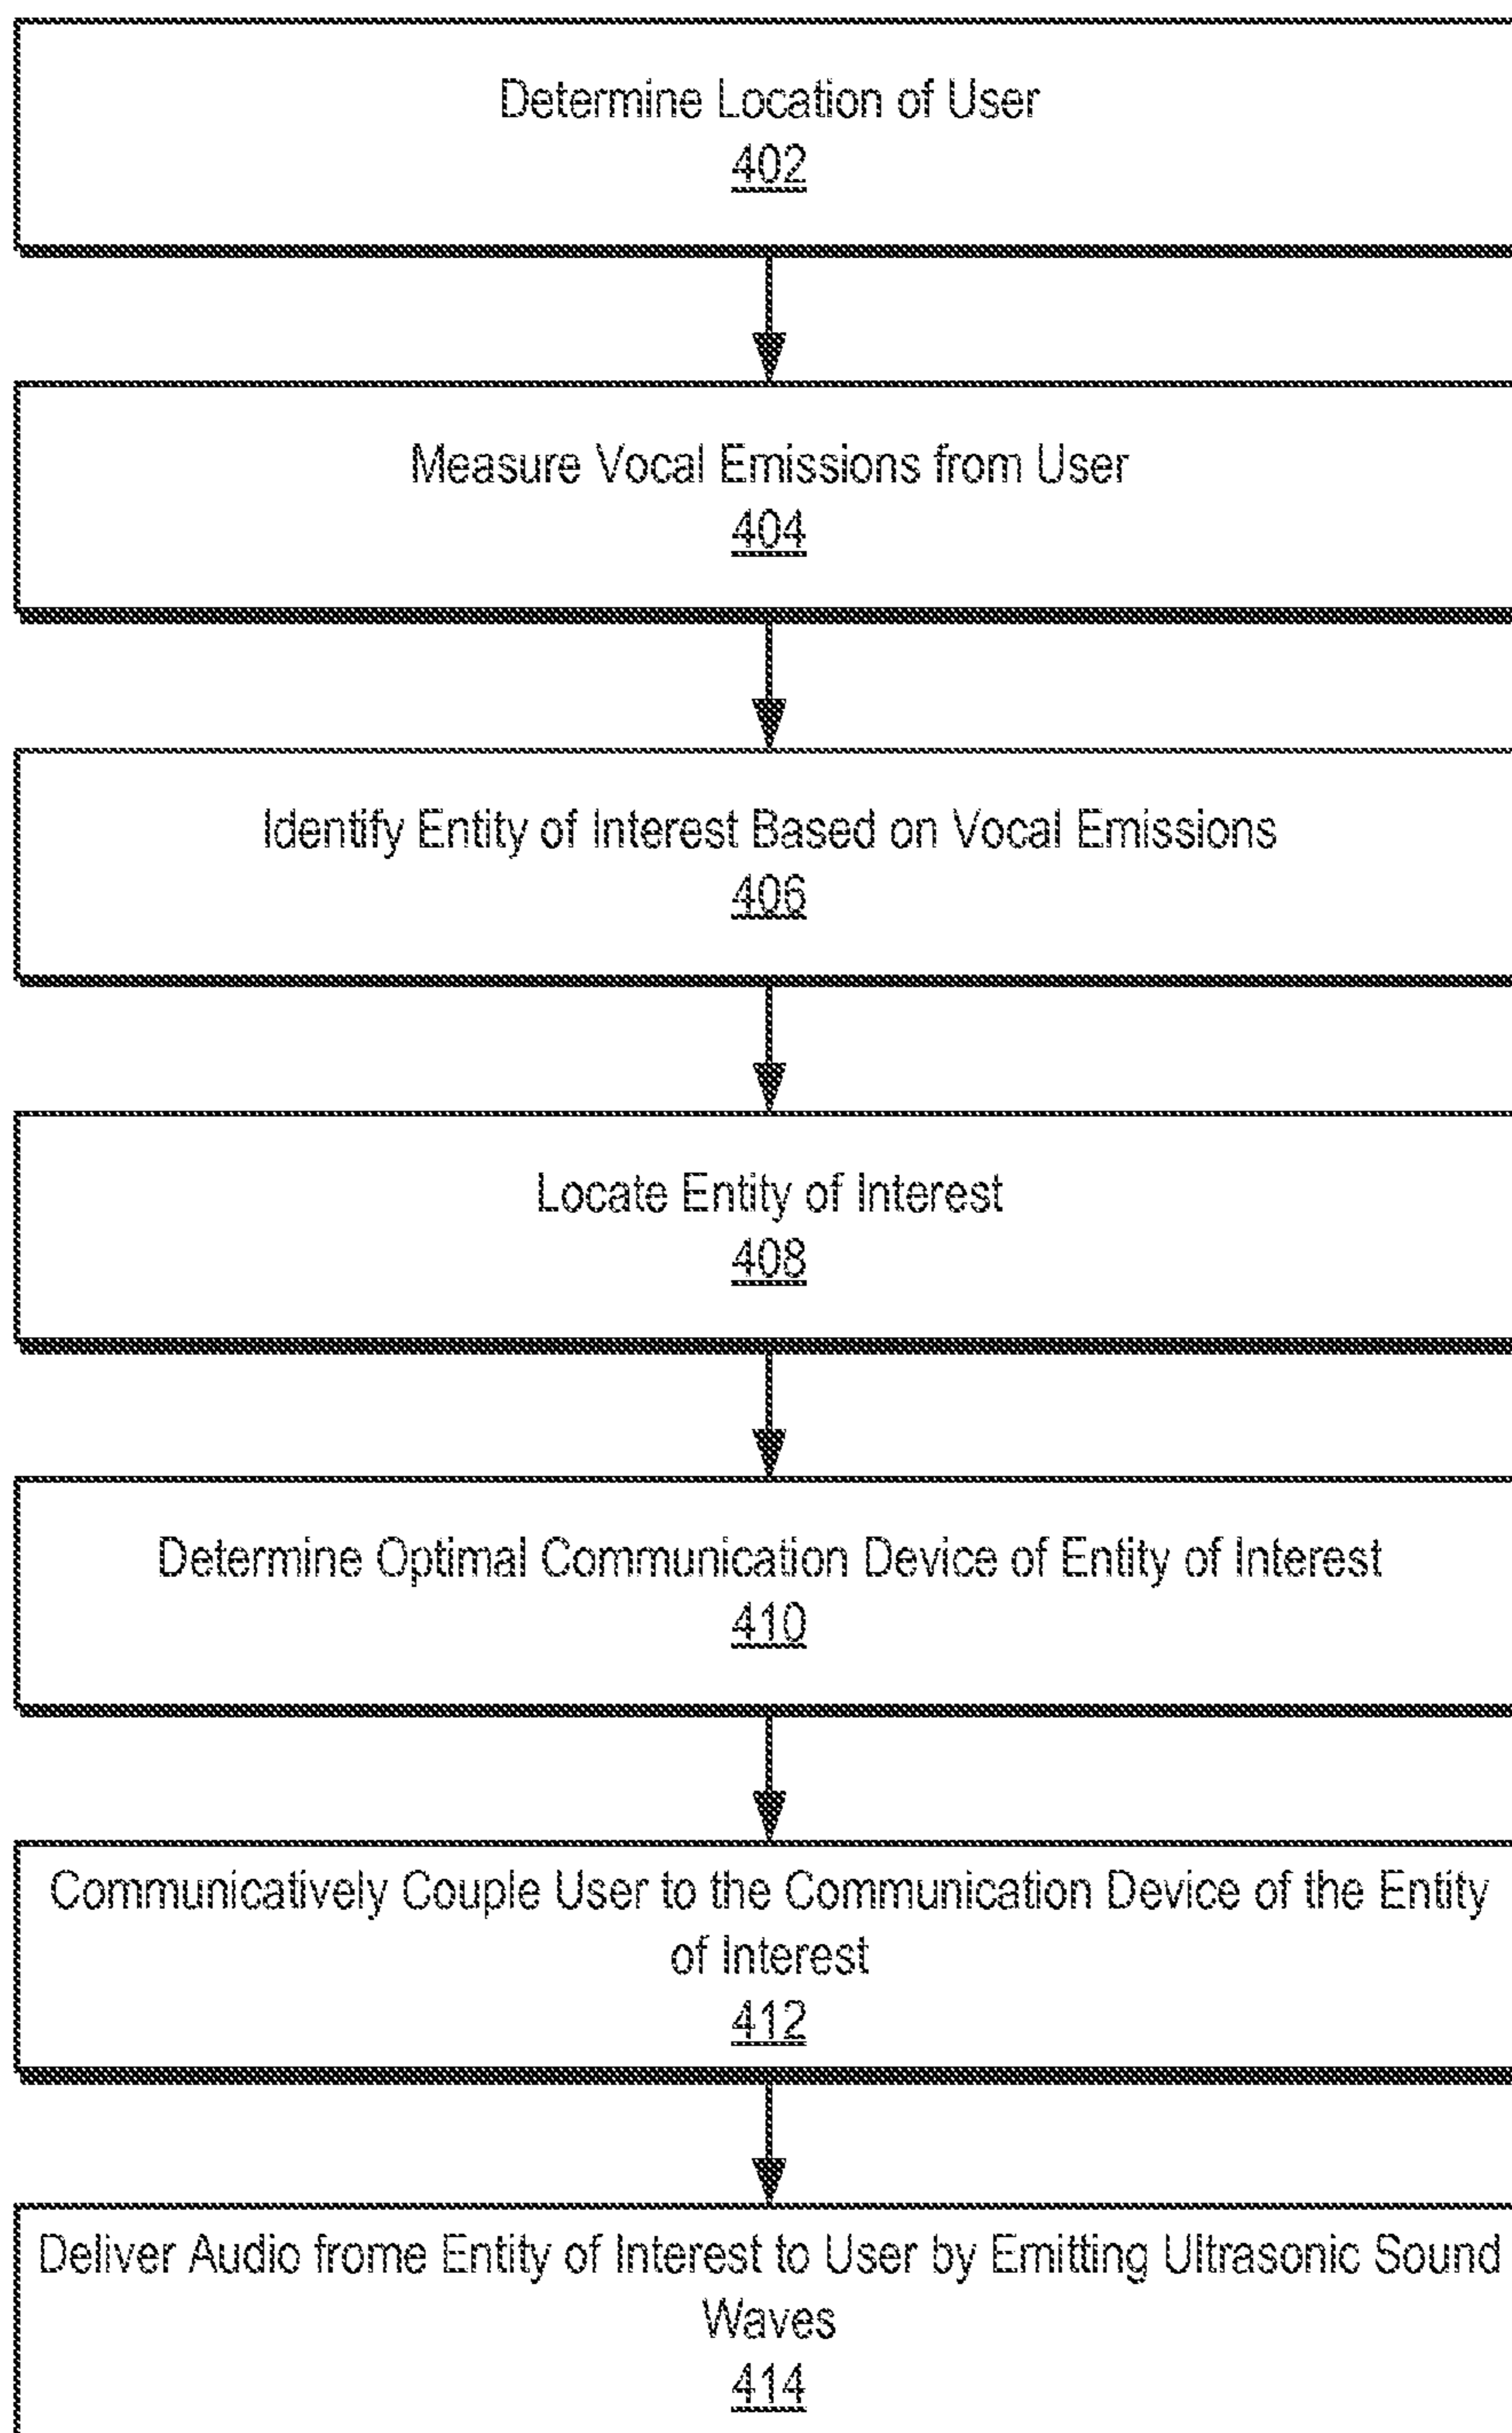 Determine Location of User
402
Measure Vocal Emissions from User
404
Identify Entity of Interest Based on Vocal Emissions
406
Locate Entity of Interest
408
Determine Optimal Communication Device of Entity of Interest
410
Communicatively Couple User to the Communication Device of the Entity
of Interest
412
Deliver Audio frome Entity of Interest to User by Emitting Ultrasonic Sound
Waves
414